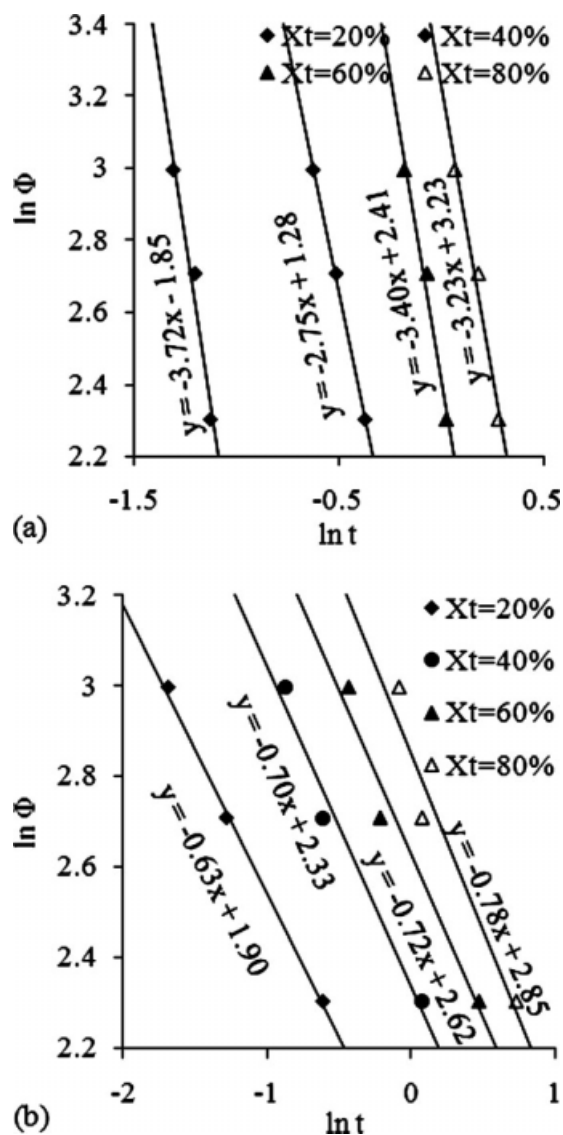 3.4
3.2
3
2.8
2.6
2.4
2.2
ln Φ
Xt=20% Xt=40%
Xt=60% Xt=80%
y = -3.72x - 1.85
y = -2.75x + 1.28
y = -3.40x + 2.41
y = -3.23x + 3.23
-1.5 -0.5 0.5
ln t
(a)
3.2
3
2.8
2.6
2.4
2.2
ln Φ
Xt=20%
Xt=40%
Xt=60%
Xt=80%
y = -0.63x + 1.90
y = -0.70x + 2.33
y = -0.72x + 2.62
y = -0.78x + 2.85
-2 -1 0 1
ln t
(b)